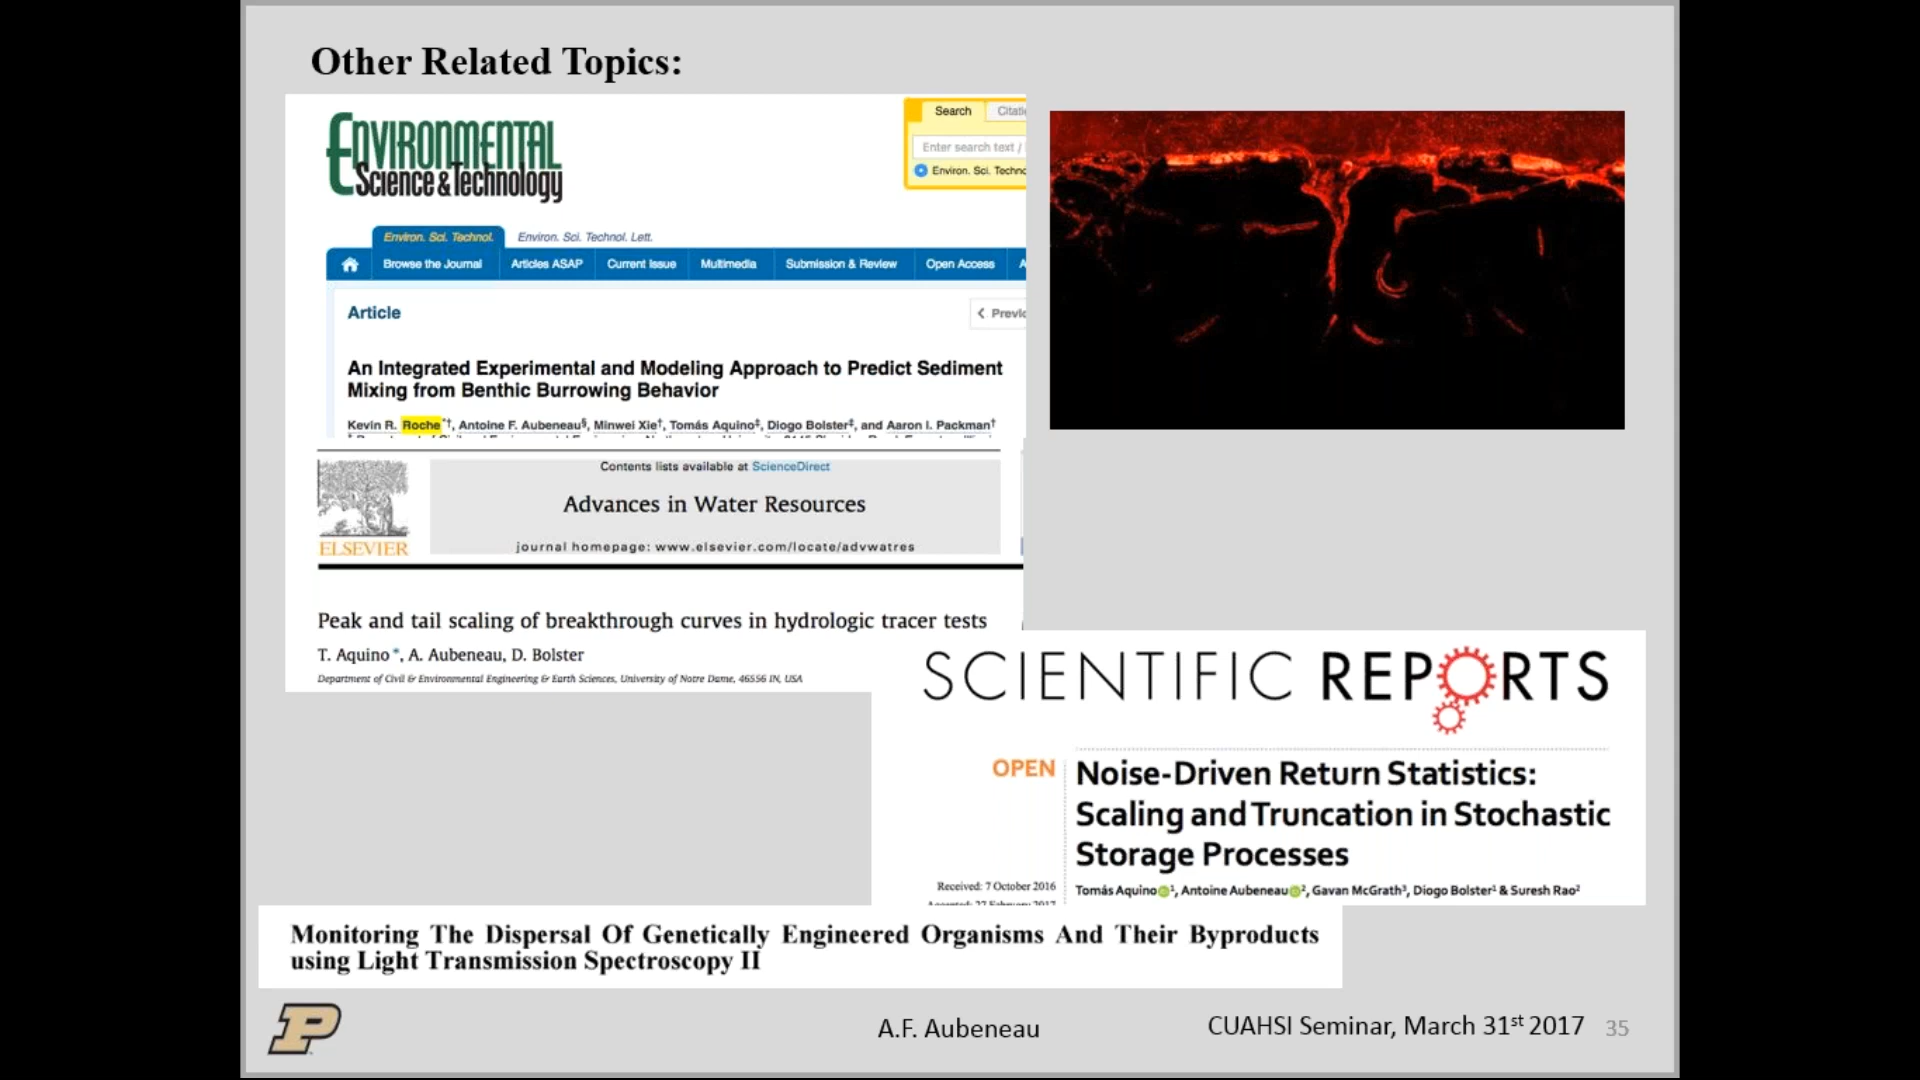 Other Related Topics:
ENVIRONMENTAL
Science & Technology
Search
Enter search text /
Environ. Sci. Techno
Environ. Sci. Technol.
Environ. Sci. Technol. Lett.
Browse the Journal
Articles ASAP
Current Issue
Multimedia
Submission & Review
Open Access
Article
An Integrated Experimental and Modeling Approach to Predict Sediment
Mixing from Benthic Burrowing Behavior
Kevin R. Roche*†, Antoine F. Aubeneau§, Minwei Xie†, Tomás Aquino‡, Diogo Bolster‡, and Aaron I. Packman†
ELSEVIER
Contents lists available at ScienceDirect
Advances in Water Resources
journal homepage: www.elsevier.com/locate/advwatres
Peak and tail scaling of breakthrough curves in hydrologic tracer tests
T. Aquino*, A. Aubeneau, D. Bolster
Department of Civil & Environmental Engineering & Earth Sciences, University of Notre Dame, 46556 IN, USA
SCIENTIFIC REPORTS
OPEN
Noise-Driven Return Statistics:
Scaling and Truncation in Stochastic
Storage Processes
Received: 7 October 2016
Tomás Aquino1, Antoine Aubeneau2, Gavan McGrath3, Diogo Bolster1 & Suresh Rao2
Monitoring The Dispersal Of Genetically Engineered Organisms And Their Byproducts
using Light Transmission Spectroscopy II
P
A.F. Aubeneau
CUAHSI Seminar, March 31st 2017
35